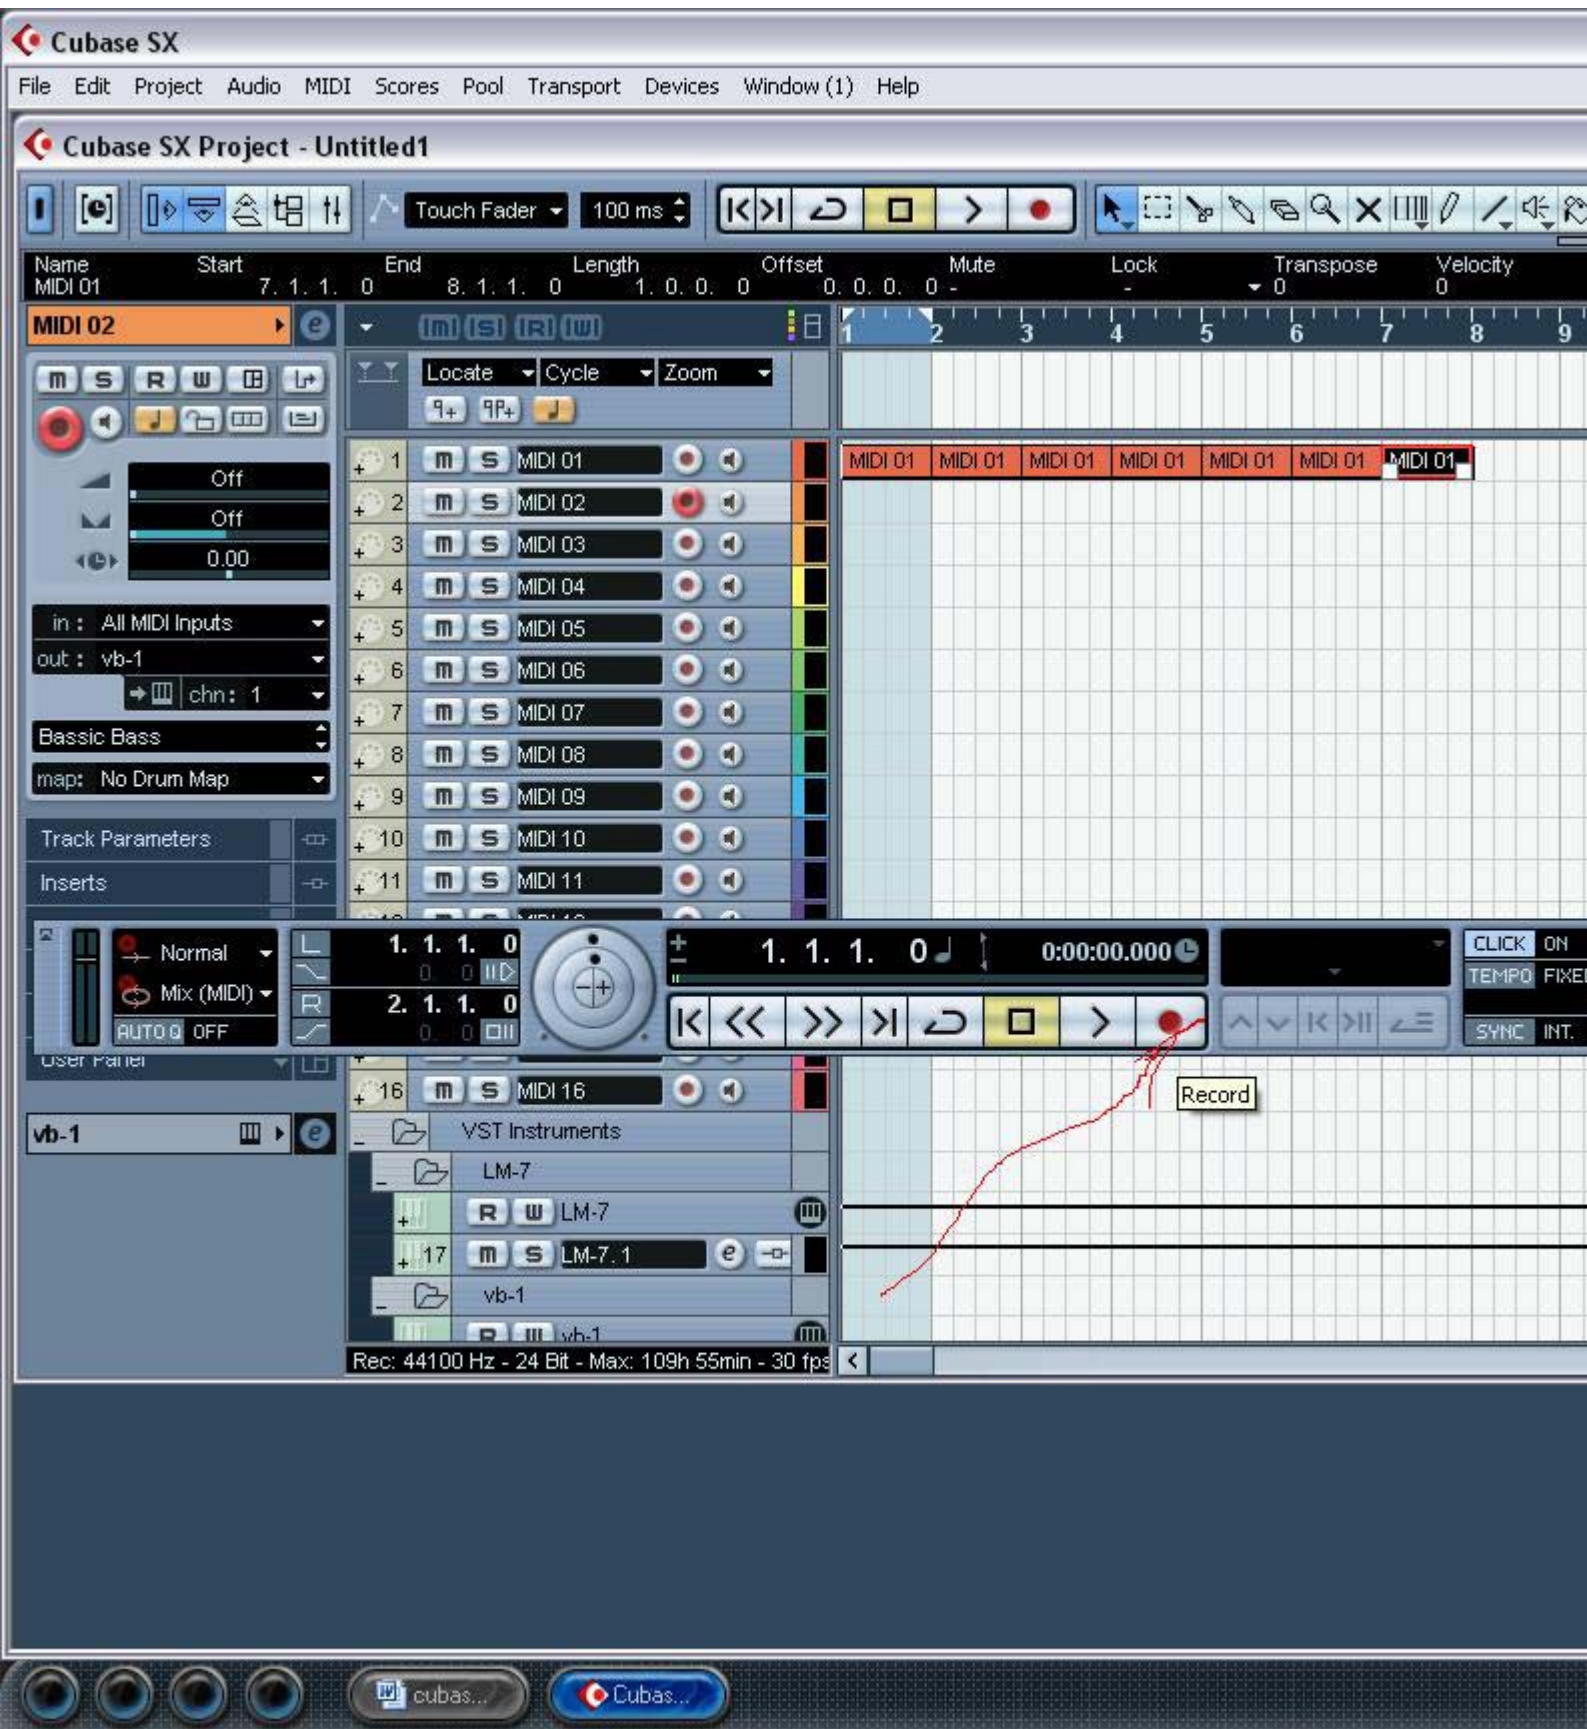 Cubase SX
File Edit Project Audio MIDI Scores Pool Transport Devices Window (1) Help
Cubase SX Project - Untitled1
Touch Fader 100 ms
Name Start End Length Offset Mute Lock Transpose Velocity
MIDI 01 7. 1. 1. 0 8. 1. 1. 0 1. 0. 0. 0 0. 0. 0. 0 - - 0 0
MIDI 02 e [m] [S] [R] [W] 1 2 3 4 5 6 7 8 9
m S R W
Locate Cycle Zoom
Off
Off
0.00
in : All MIDI Inputs
out : vb-1
chn : 1
Bassic Bass
map: No Drum Map
Track Parameters
Inserts
1 m S MIDI 01 MIDI 01 MIDI 01 MIDI 01 MIDI 01 MIDI 01 MIDI 01 MIDI 01
2 m S MIDI 02
3 m S MIDI 03
4 m S MIDI 04
5 m S MIDI 05
6 m S MIDI 06
7 m S MIDI 07
8 m S MIDI 08
9 m S MIDI 09
10 m S MIDI 10
11 m S MIDI 11
Normal L 1. 1. 1. 0 1. 1. 1. 0 0:00:00.000 CLICK ON
0. 0 TEMPO FIXED
Mix (MIDI) R 2. 1. 1. 0
AUTO Q OFF 0. 0 SYNC INT.
User Panel
16 m S MIDI 16
Record
vb-1 e
VST Instruments
LM-7
R W LM-7
17 m S LM-7. 1 e
vb-1
R W vb-1
Rec: 44100 Hz - 24 Bit - Max: 109h 55min - 30 fps
cubas... Cubas...